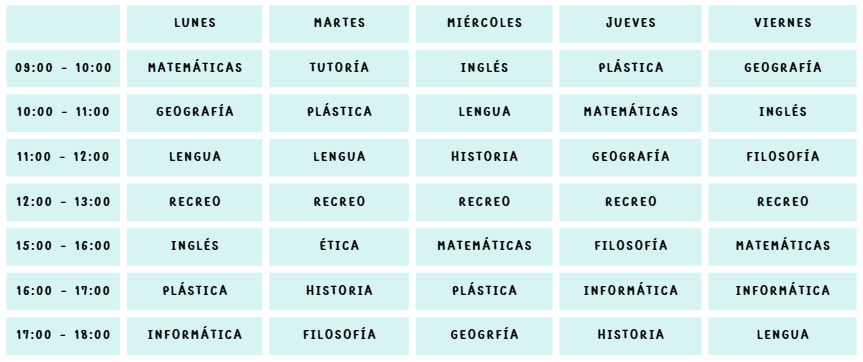 LUNES MARTES MIÉRCOLES JUEVES VIERNES
09:00 - 10:00 MATEMÁTICAS TUTORÍA INGLÉS PLÁSTICA GEOGRAFÍA
10:00 - 11:00 GEOGRAFÍA PLÁSTICA LENGUA MATEMÁTICAS INGLÉS
11:00 - 12:00 LENGUA LENGUA HISTORIA GEOGRAFÍA FILOSOFÍA
12:00 - 13:00 RECREO RECREO RECREO RECREO RECREO
15:00 - 16:00 INGLÉS ÉTICA MATEMÁTICAS FILOSOFÍA MATEMÁTICAS
16:00 - 17:00 PLÁSTICA HISTORIA PLÁSTICA INFORMÁTICA INFORMÁTICA
17:00 - 18:00 INFORMÁTICA FILOSOFÍA GEOGRFÍA HISTORIA LENGUA